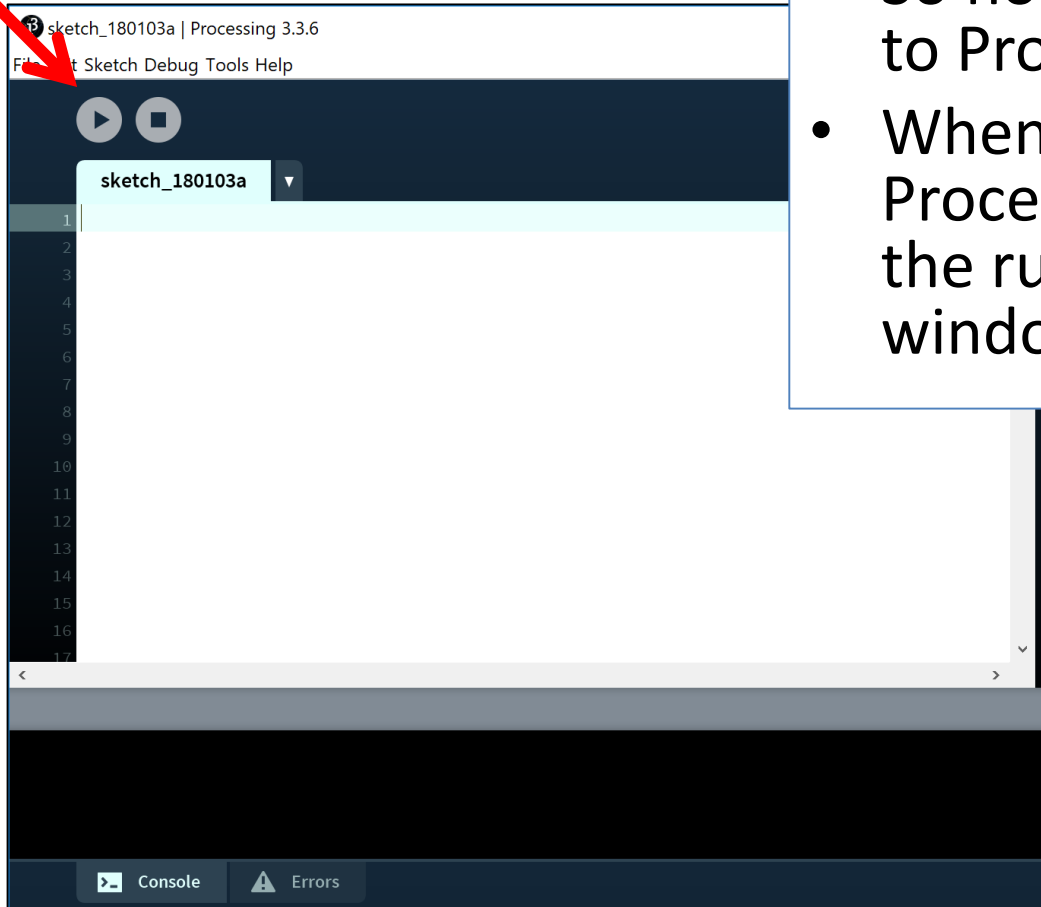 sketch_180103a | Processing 3.3.6
Sketch Debug Tools Help
sketch_180103a
1
2
3
4
5
6
7
8
9
10
11
12
13
14
15
16
17
to Pro
• When
Proce
the ru
windo
Console
Errors